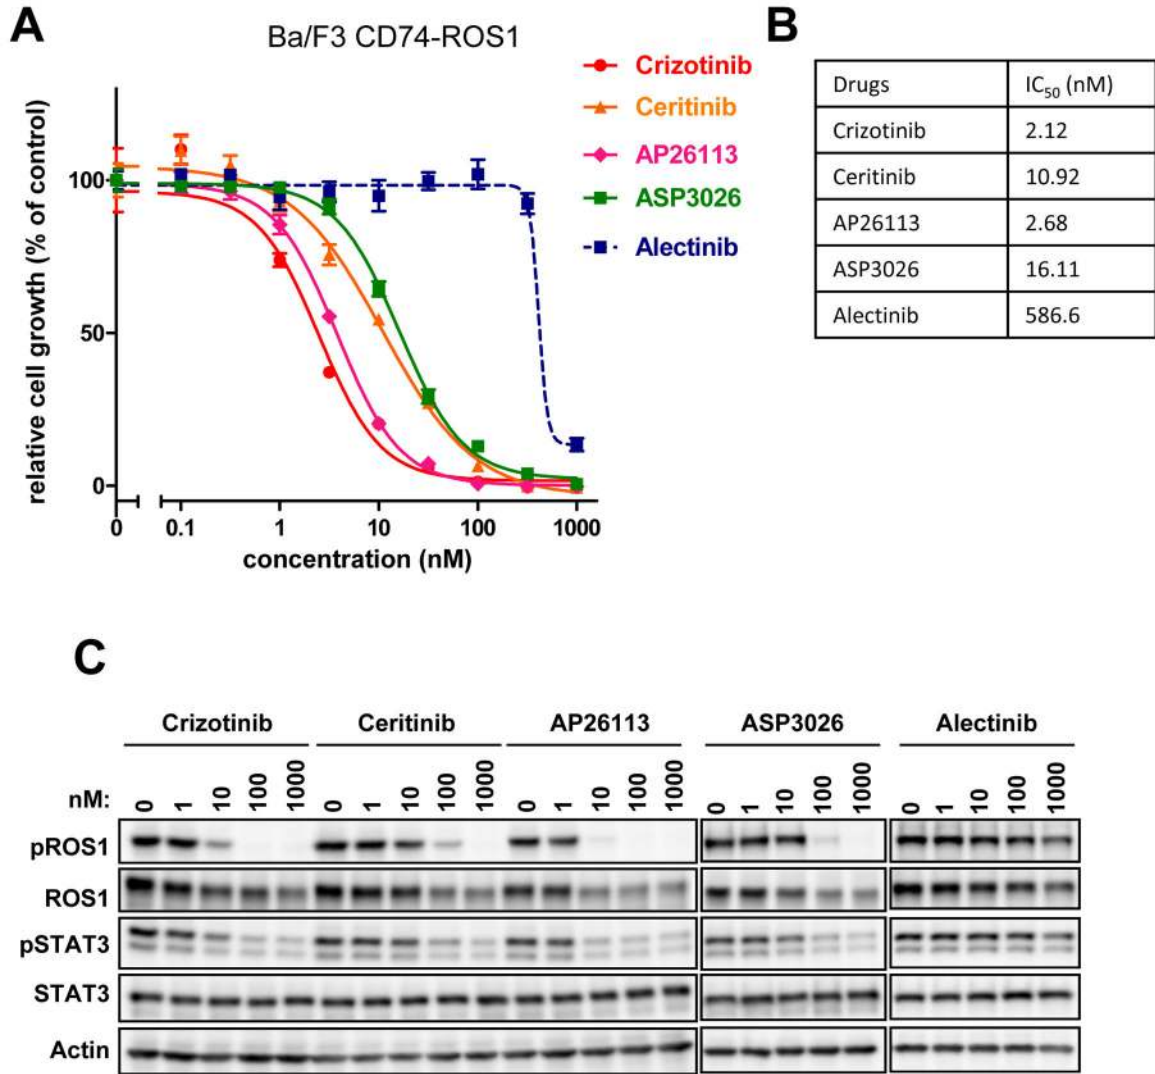 A
Ba/F3 CD74-ROS1
Crizotinib
Ceritinib
AP26113
ASP3026
Alectinib
relative cell growth (% of control)
100
50
0
0 0.1 1 10 100 1000
concentration (nM)
B
Drugs IC50 (nM)
Crizotinib 2.12
Ceritinib 10.92
AP26113 2.68
ASP3026 16.11
Alectinib 586.6
C
Crizotinib Ceritinib AP26113 ASP3026 Alectinib
nM: 0 1 10 100 1000 0 1 10 100 1000 0 1 10 100 1000 0 1 10 100 1000 0 1 10 100 1000
pROS1
ROS1
pSTAT3
STAT3
Actin